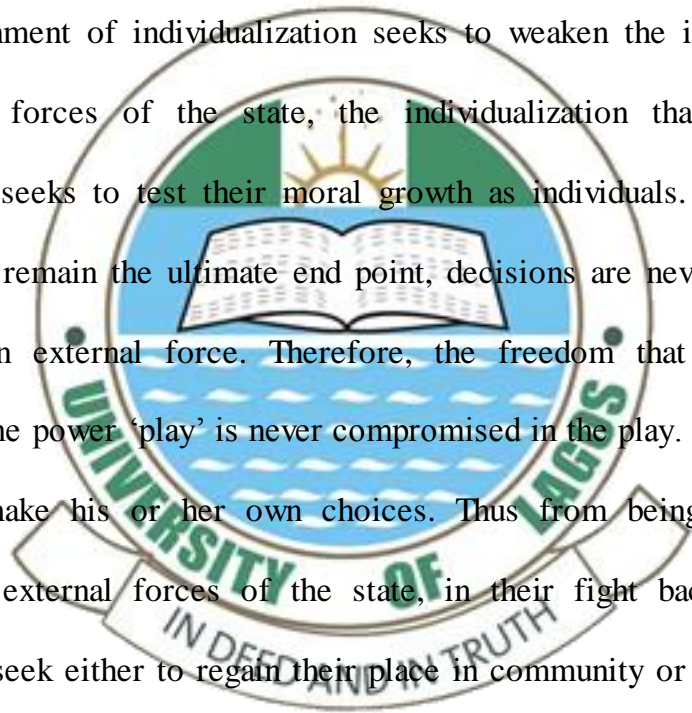 nment of individualization seeks to weaken the i
forces of the state, the individualization tha
seeks to test their moral growth as individuals.
remain the ultimate end point, decisions are nev
n external force. Therefore, the freedom that
he power ‘play’ is never compromised in the play.
make his or her own choices. Thus from being
external forces of the state, in their fight bac
seek either to regain their place in community or
UNIVERSITY OF LAGOS
IN DEED AND IN TRUTH